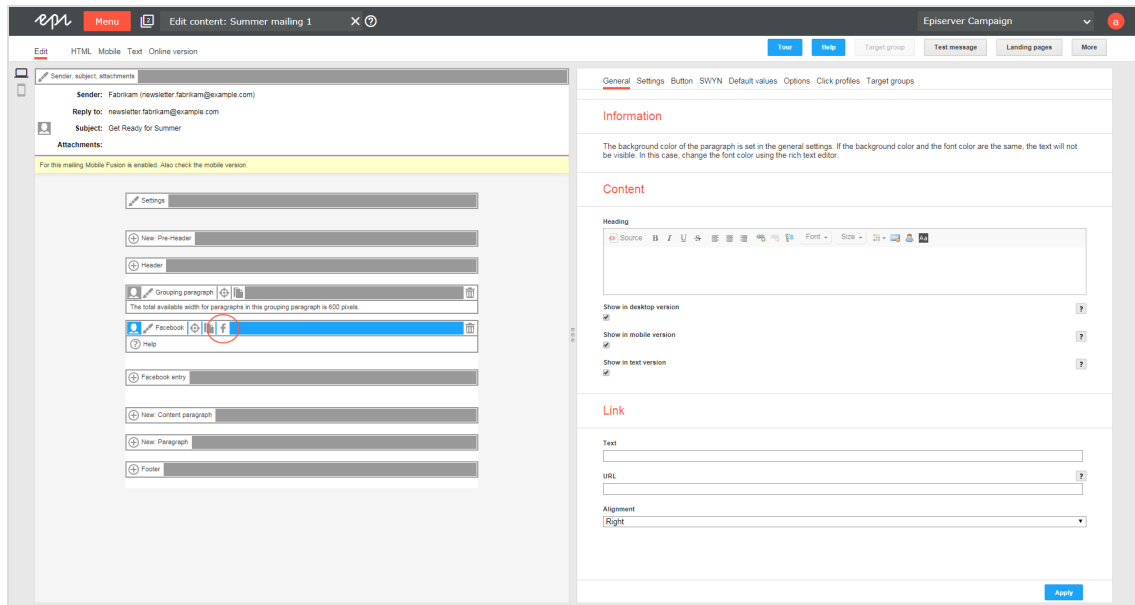 epi Menu 2 Edit content: Summer mailing 1 Episerver Campaign a
Edit HTML Mobile Text Online version Tour Help Target group Test message Landing pages More
Sender, subject, attachments
Sender: Fabrikam (newsletter.fabrikam@example.com)
Reply to: newsletter.fabrikam@example.com
Subject: Get Ready for Summer
Attachments:
For this mailing Mobile Fusion is enabled. Also check the mobile version.
Settings
New: Pre-Header
Header
Grouping paragraph
The total available width for paragraphs in this grouping paragraph is 600 pixels.
Facebook f
? Help
Facebook entry
New: Content paragraph
New: Paragraph
Footer
General Settings Button SWYN Default values Options Click profiles Target groups
Information
The background color of the paragraph is set in the general settings. If the background color and the font color are the same, the text will not
be visible. In this case, change the font color using the rich text editor.
Content
Heading
Source B I U S Font Size Aa
Show in desktop version ?
Show in mobile version ?
Show in text version ?
Link
Text
URL ?
Alignment
Right
Apply